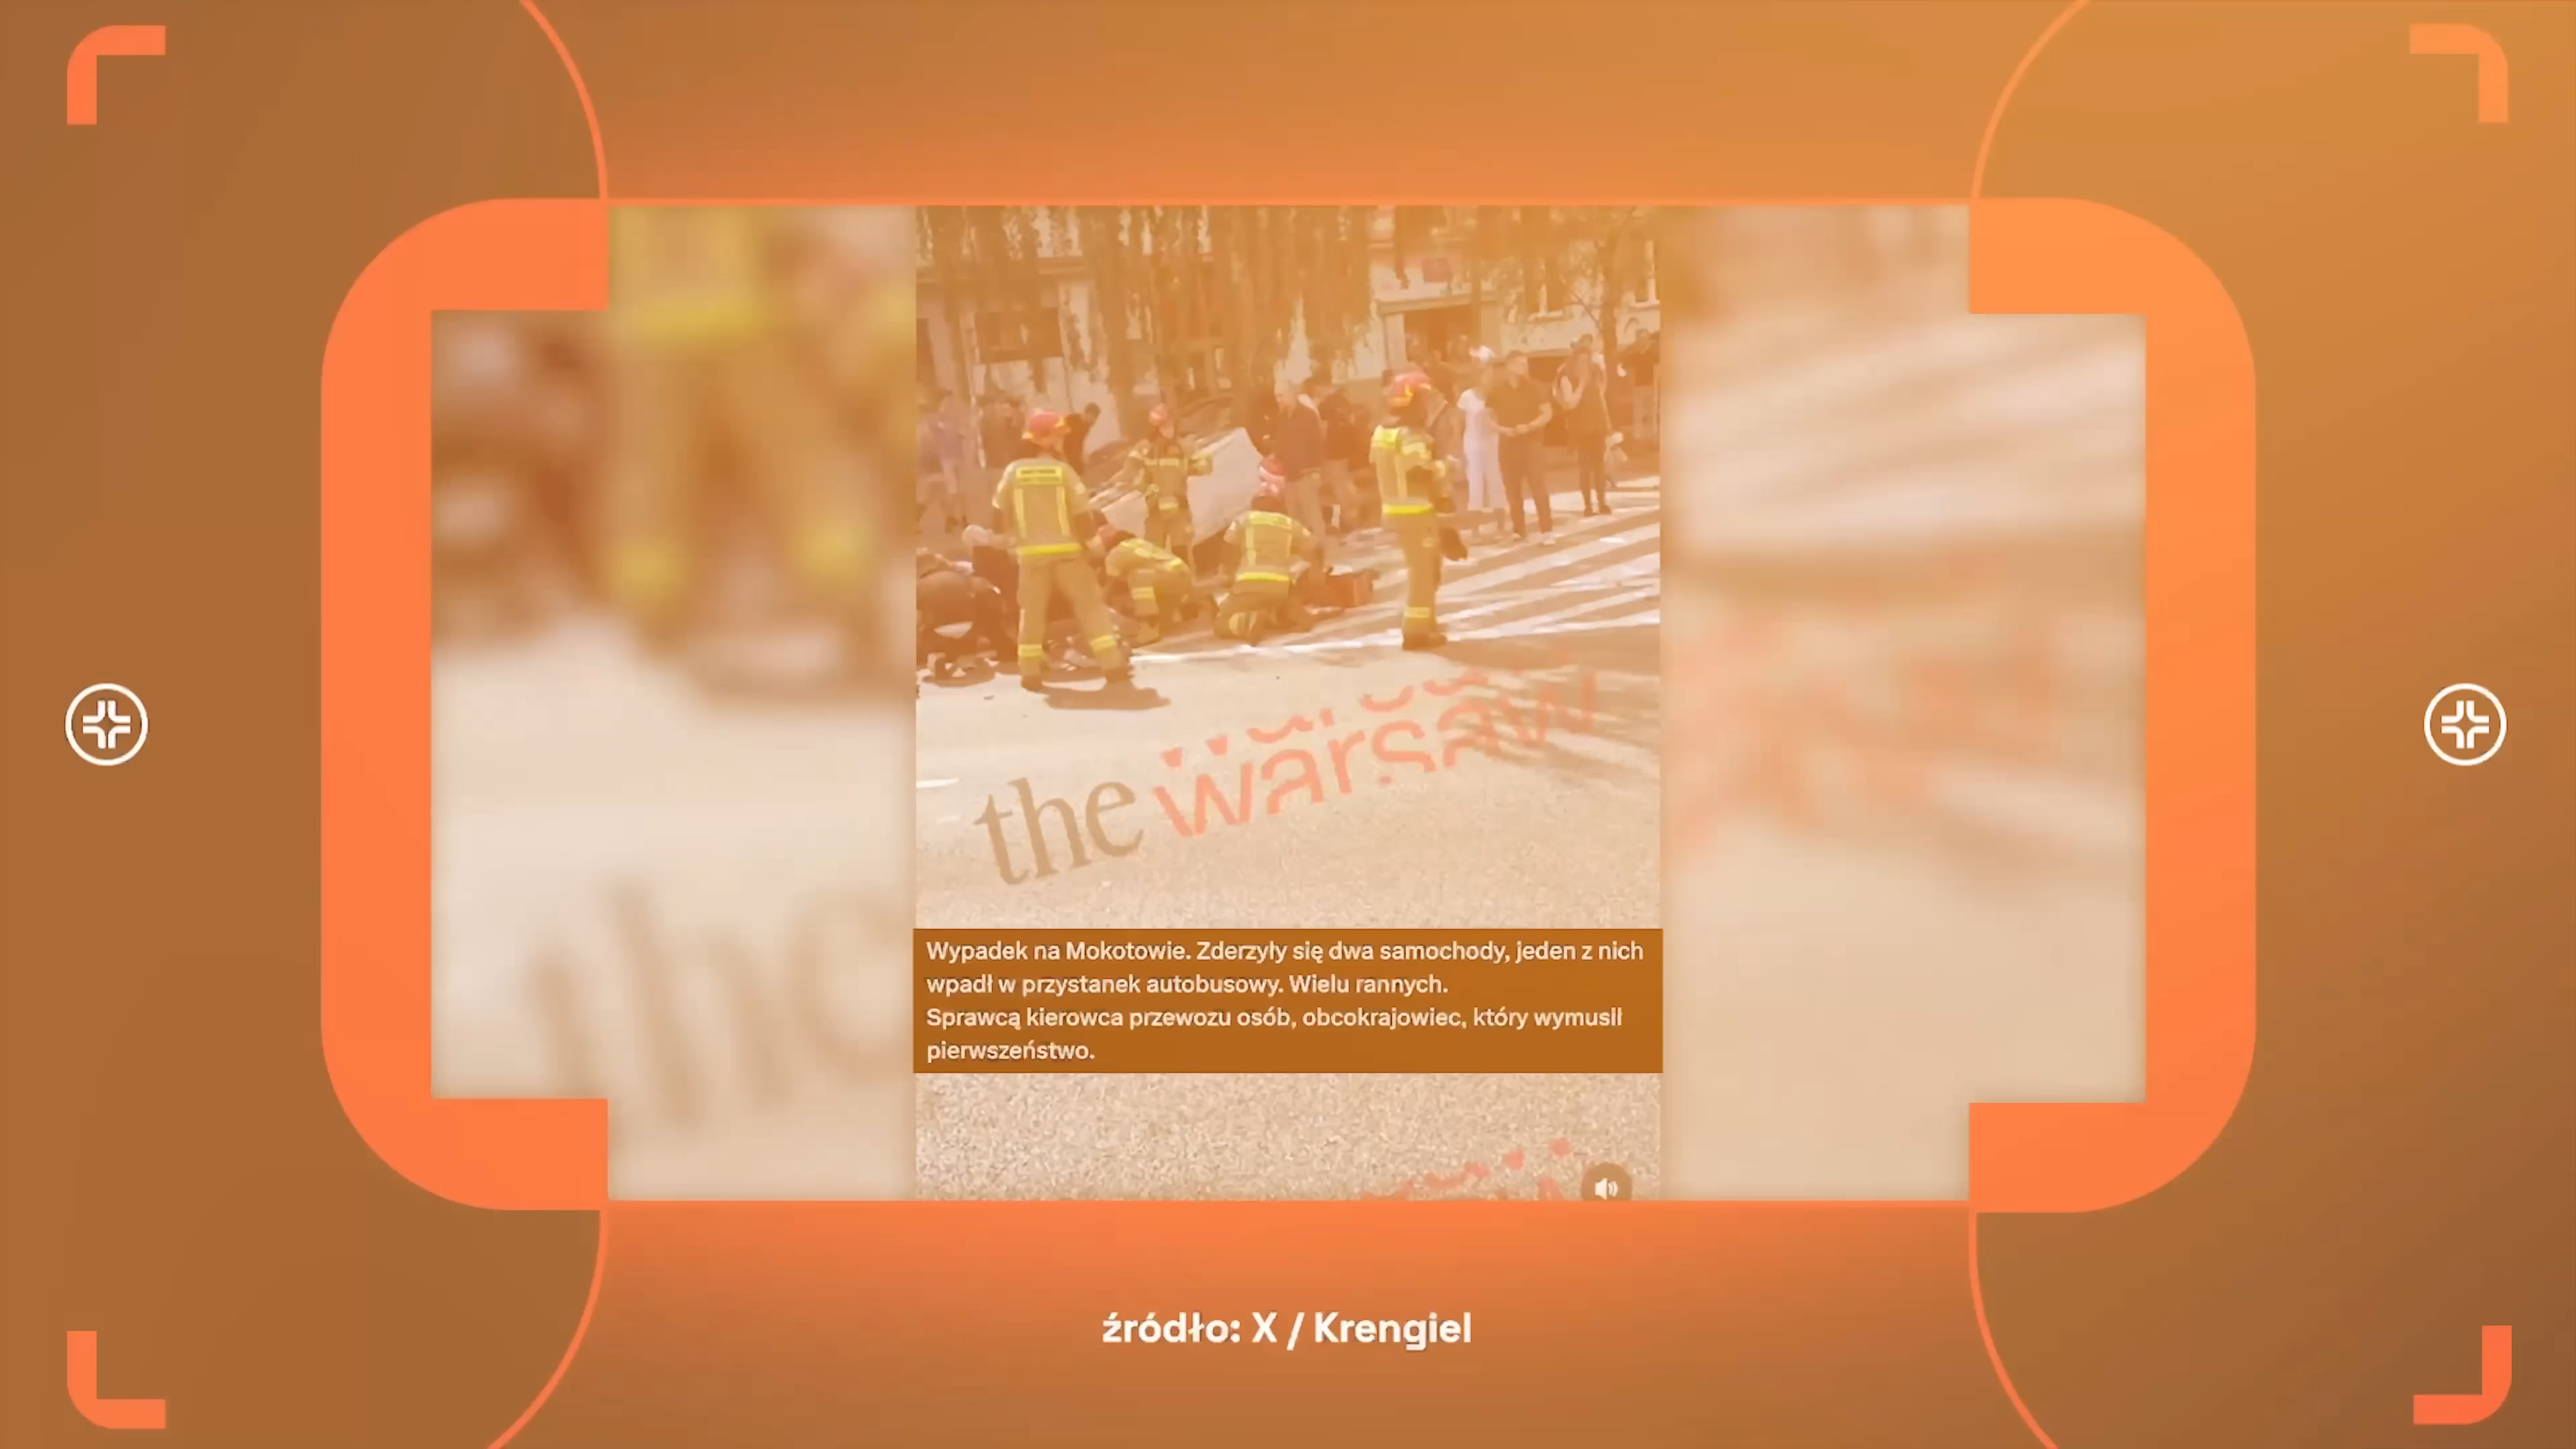 the warsaw
Wypadek na Mokotowie. Zderzyły się dwa samochody, jeden z nich
wpadł w przystanek autobusowy. Wielu rannych.
Sprawcą kierowca przewozu osób, obcokrajowiec, który wymusił
pierwszeństwo.
źródło: X / Krengiel